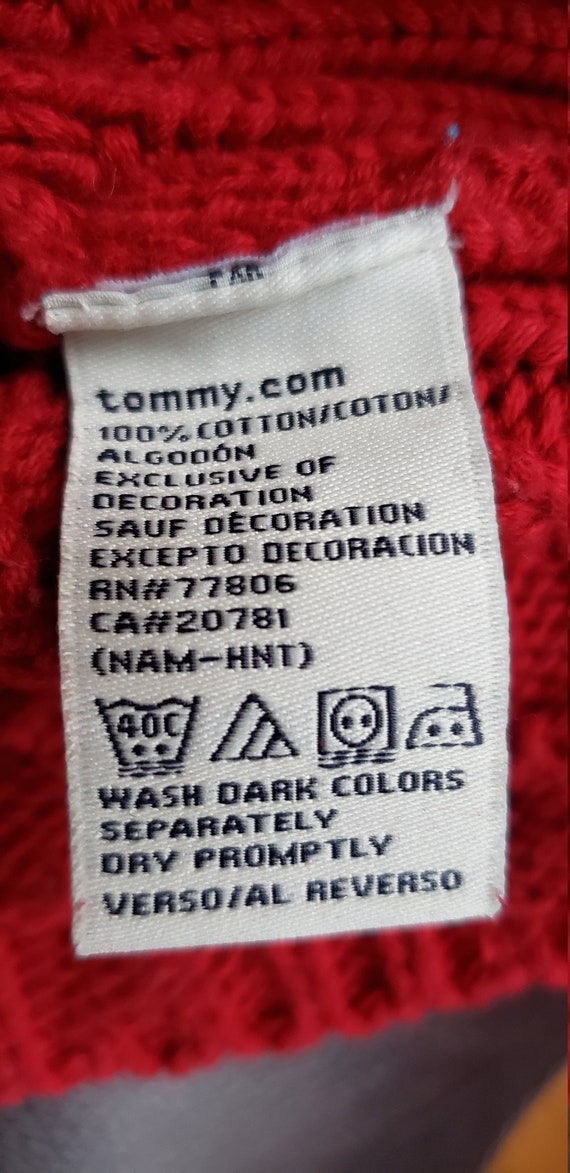 tommy.com
100% COTTON/COTON/
ALGODÓN
EXCLUSIVE OF
DECORATION
SAUF DÉCORATION
EXCEPTO DECORACION
RN#77806
CA#20781
(NAM-HNT)
40C
WASH DARK COLORS
SEPARATELY
DRY PROMPTLY
VERSO/AL REVERSO